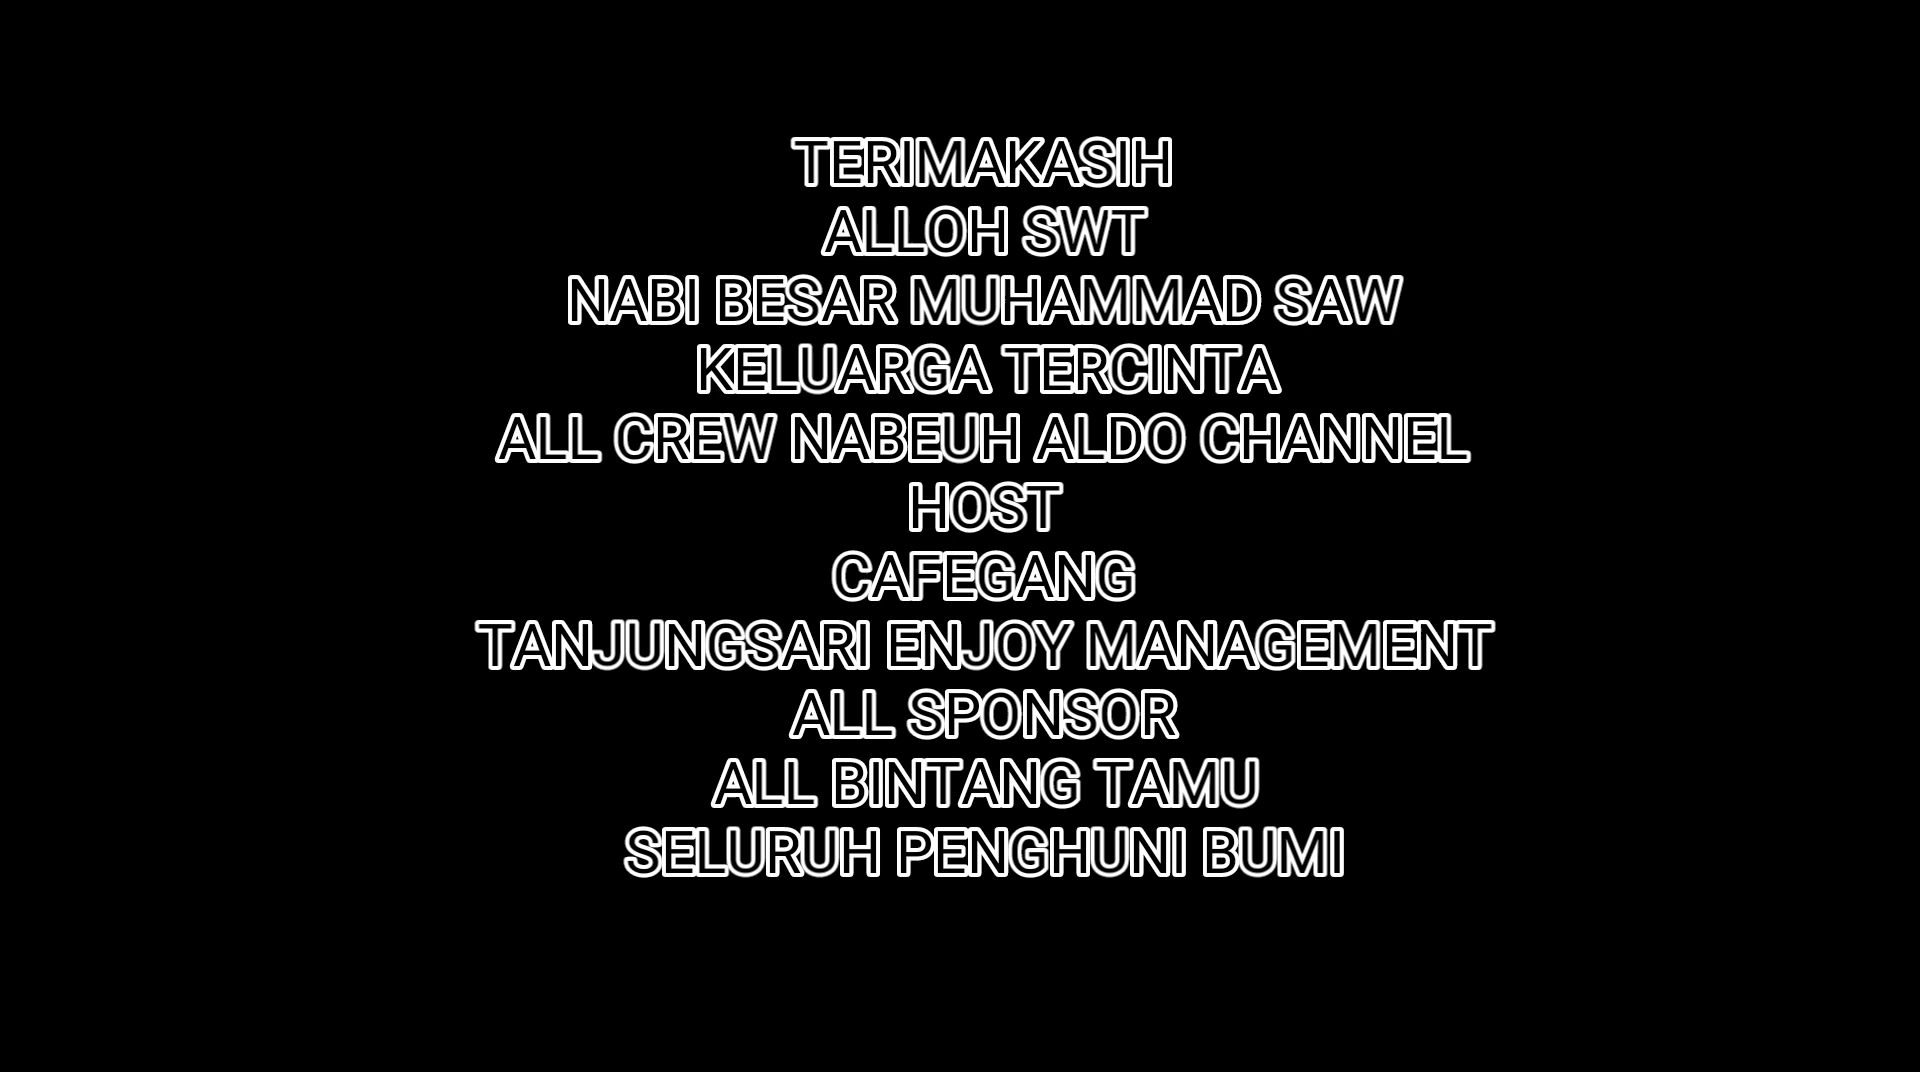 TERIMAKASIH
ALLOH SWT
NABI BESAR MUHAMMAD SAW
KELUARGA TERCINTA
ALL CREW NABEUH ALDO CHANNEL
HOST
CAFEGANG
TANJUNGSARI ENJOY MANAGEMENT
ALL SPONSOR
ALL BINTANG TAMU
SELURUH PENGHUNI BUMI